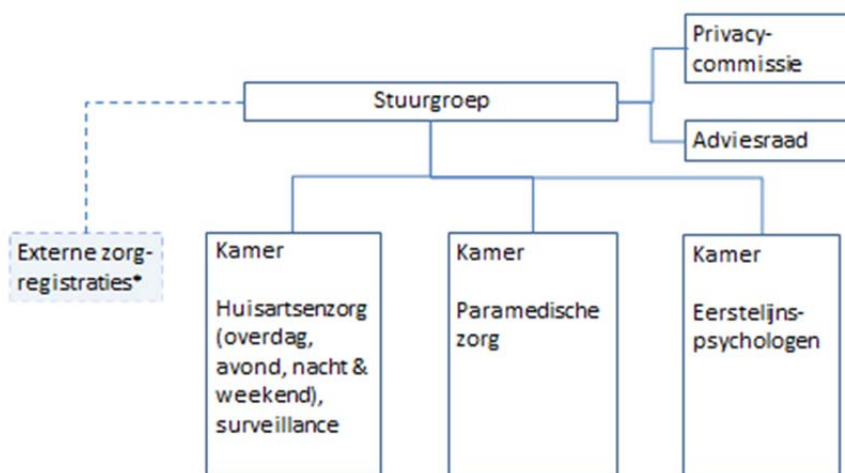 Privacy-
commissie
Stuurgroep
Adviesraad
Externe zorg-
registraties*
Kamer
Huisartsenzorg
(overdag,
avond, nacht &
weekend),
surveillance
Kamer
Paramedische
zorg
Kamer
Eerstelijns-
psychologen